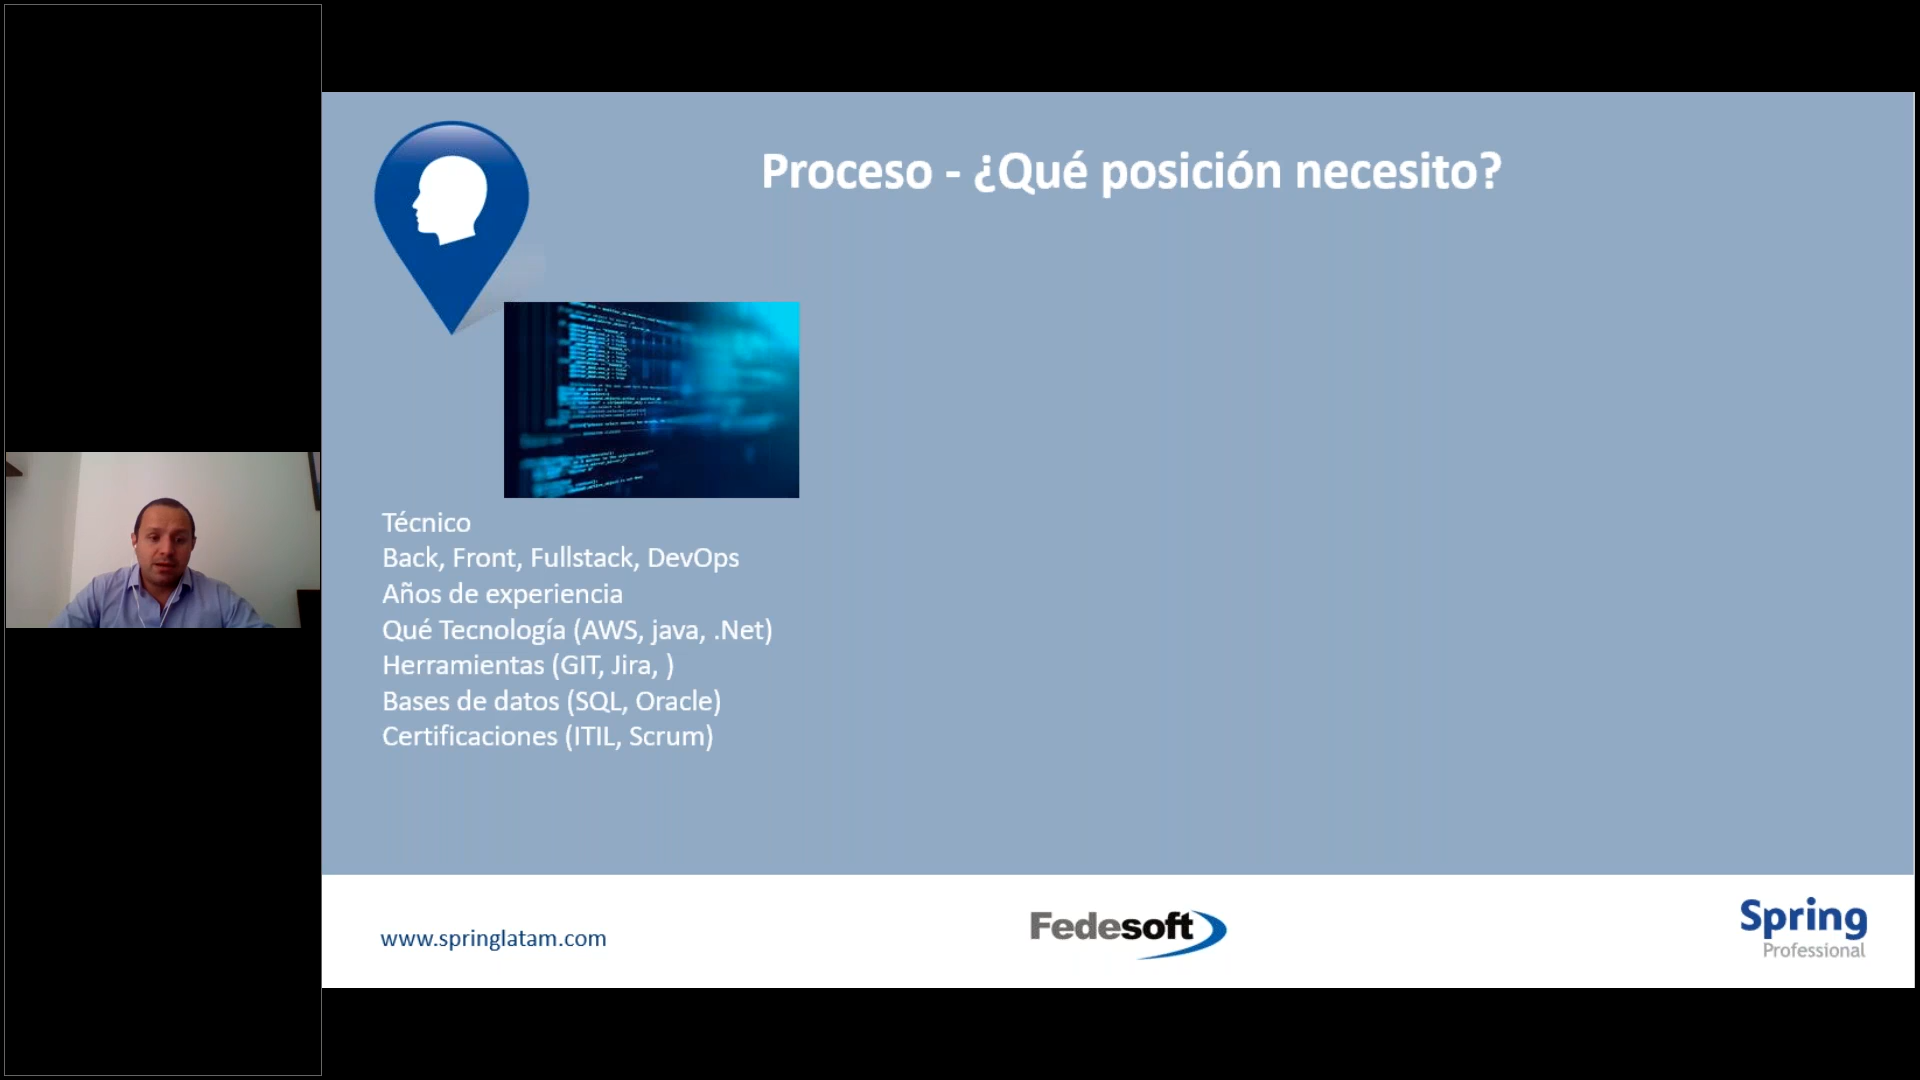 Proceso - ¿Qué posición necesito?
Técnico
Back, Front, Fullstack, DevOps
Años de experiencia
Qué Tecnología (AWS, java, .Net)
Herramientas (GIT, Jira, )
Bases de datos (SQL, Oracle)
Certificaciones (ITIL, Scrum)
www.springlatam.com
Fedesoft
Spring
Professional